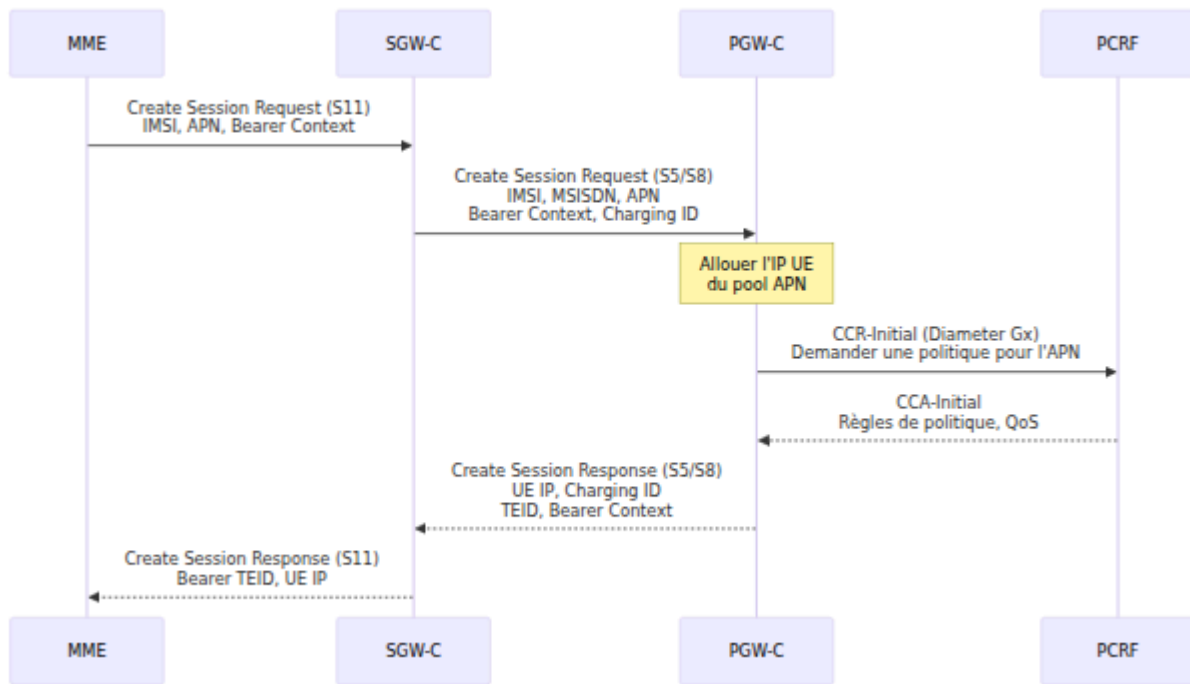 MME
SGW-C
PGW-C
PCRF
Create Session Request (S11)
IMSI, APN, Bearer Context
Create Session Request (S5/S8)
IMSI, MSISDN, APN
Bearer Context, Charging ID
Allouer l'IP UE
du pool APN
CCR-Initial (Diameter Gx)
Demander une politique pour l'APN
CCA-Initial
Règles de politique, QoS
Create Session Response (S5/S8)
UE IP, Charging ID
TEID, Bearer Context
Create Session Response (S11)
Bearer TEID, UE IP
MME
SGW-C
PGW-C
PCRF